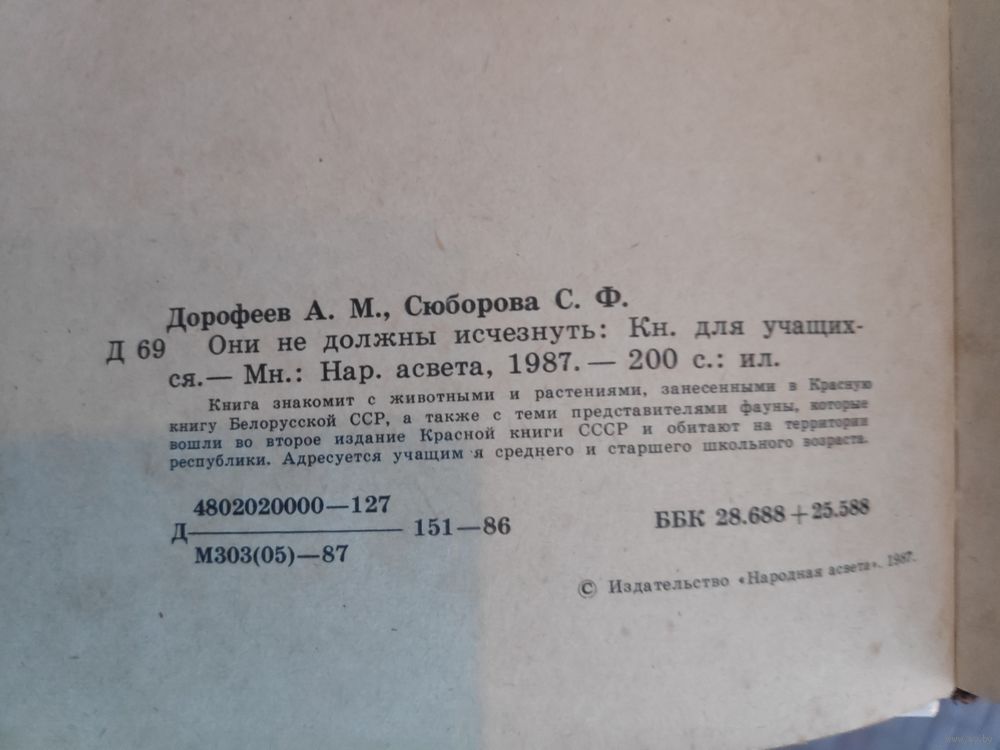 Дорофеев А. М., Сюборова С. Ф.
Д 69 Они не должны исчезнуть: Кн. для учащих-
ся.— Мн.: Нар. асвета, 1987.— 200 с.: ил.
Книга знакомит с животными и растениями, занесенными в Красную
книгу Белорусской ССР, а также с теми представителями фауны, которые
вошли во второе издание Красной книги СССР и обитают на территории
республики. Адресуется учащим я среднего и старшего школьного возраста.
4802020000—127
Д 151—86
М303(05)—87
ББК 28.688+25.588
© Издательство «Народная асвета», 1987.